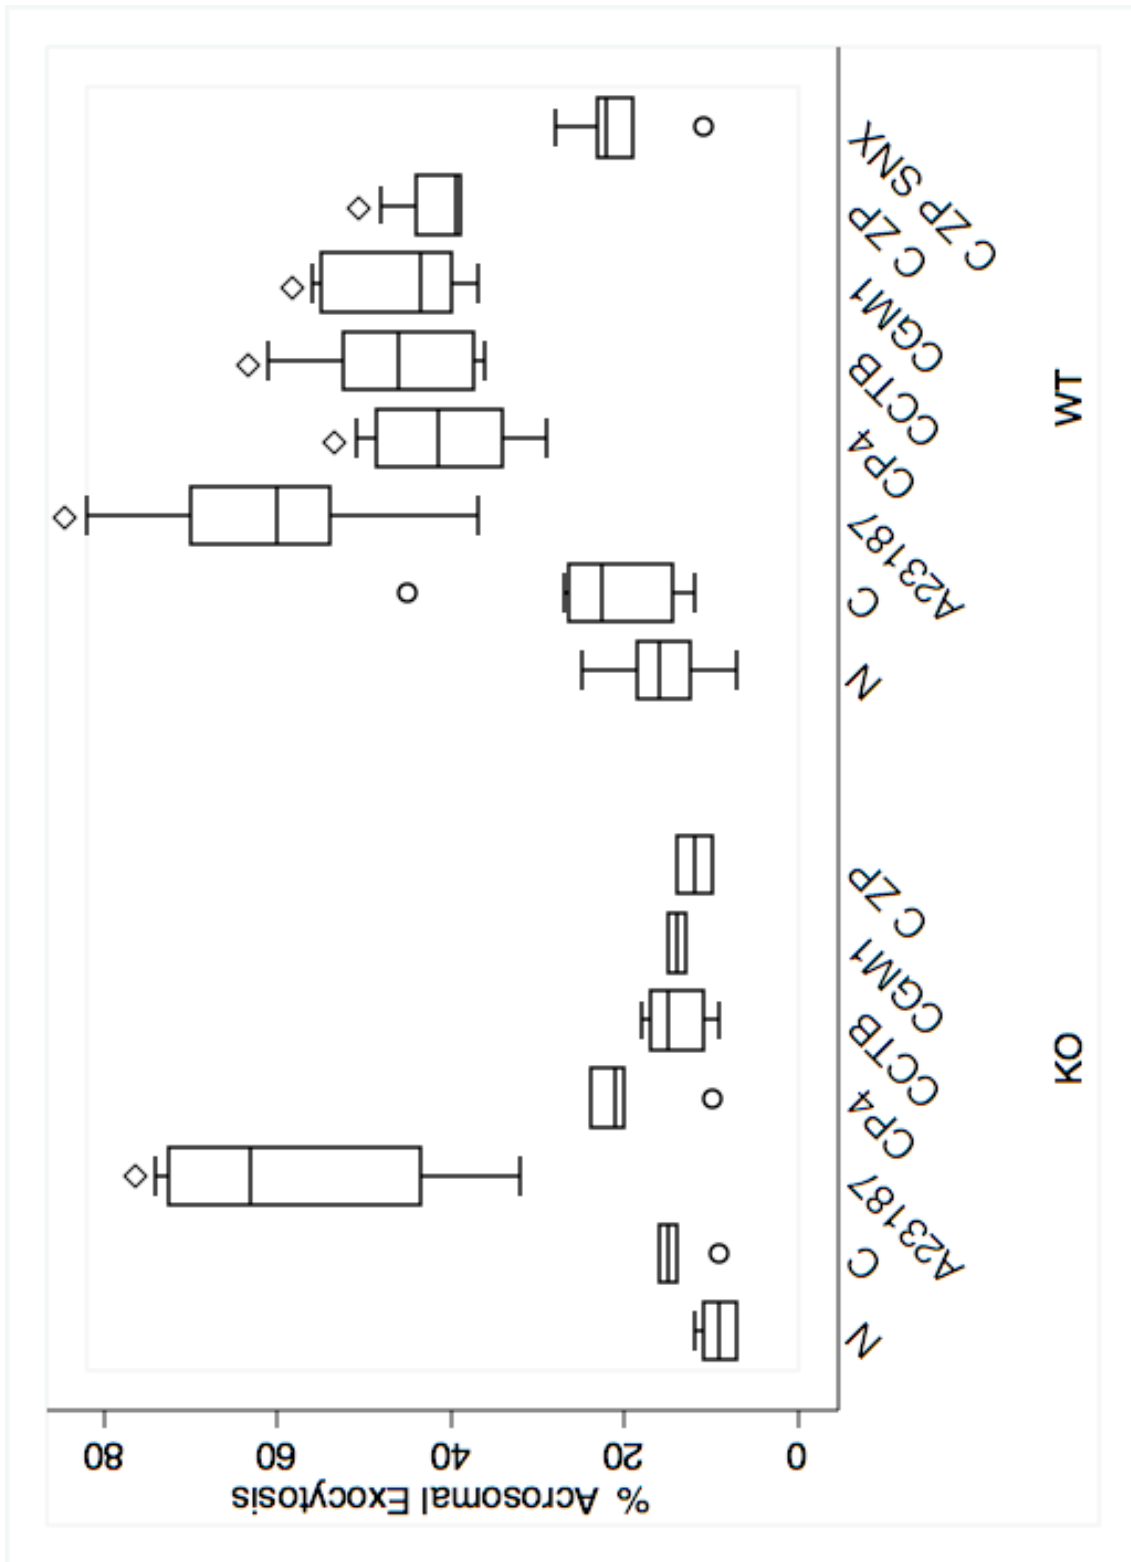 % Acrosomal Exocytosis
80
60
40
20
0
N
C
A23187
CP4
CCTB
CGM1
C ZP
N
C
A23187
CP4
CCTB
CGM1
C ZP
C ZP SNX
KO
WT